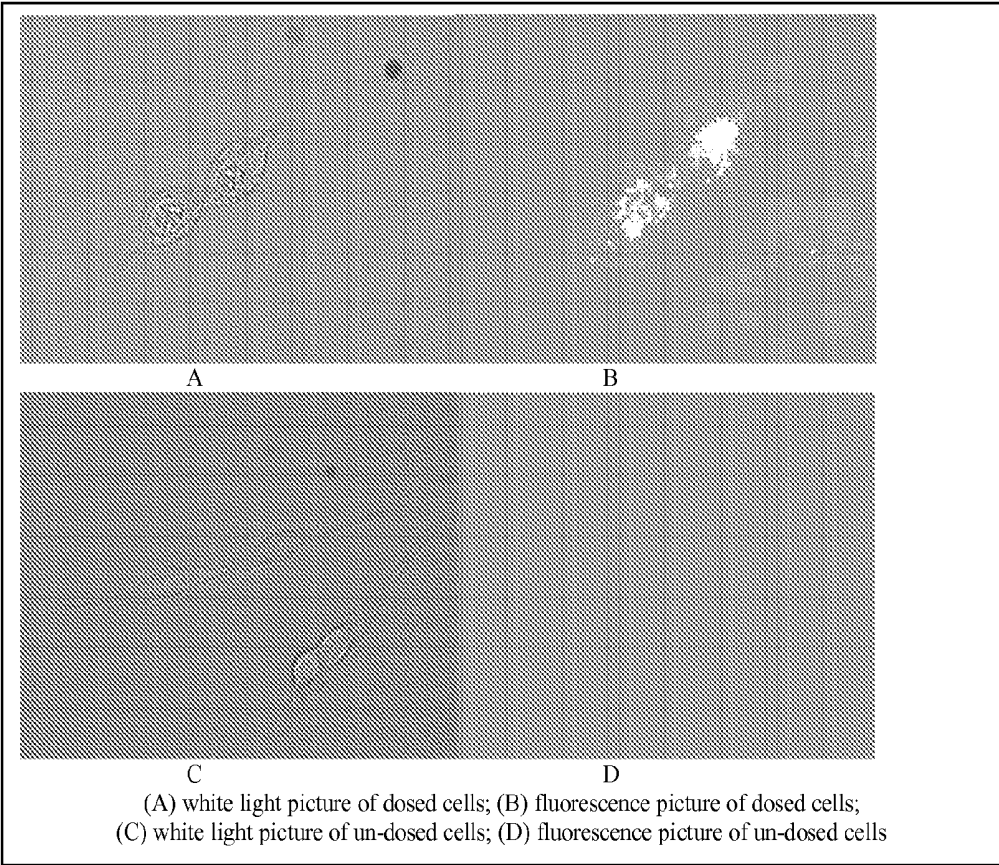 A
B
C
D
(A) white light picture of dosed cells; (B) fluorescence picture of dosed cells;
(C) white light picture of un-dosed cells; (D) fluorescence picture of un-dosed cells